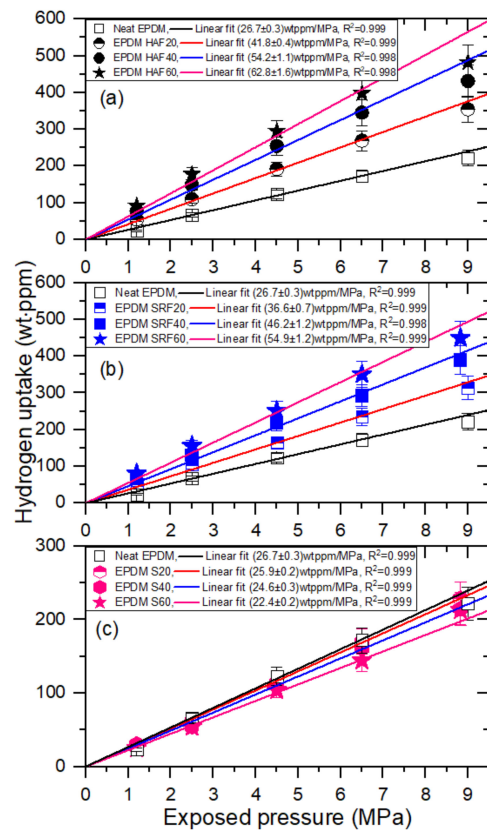 600
Neat EPDM, Linear fit (26.7±0.3)wtppm/MPa, R²=0.999
EPDM HAF20, Linear fit (41.8±0.4)wtppm/MPa, R²=0.999
500
EPDM HAF40, Linear fit (54.2±1.1)wtppm/MPa, R²=0.998
EPDM HAF60, Linear fit (62.8±1.6)wtppm/MPa, R²=0.998
400
(a)
300
200
100
0
0 1 2 3 4 5 6 7 8 9
600
Neat EPDM, Linear fit (26.7±0.3)wtppm/MPa, R²=0.999
EPDM SRF20, Linear fit (36.6±0.7)wtppm/MPa, R²=0.999
500
EPDM SRF40, Linear fit (46.2±1.2)wtppm/MPa, R²=0.998
EPDM SRF60, Linear fit (54.9±1.2)wtppm/MPa, R²=0.999
400
(b)
300
200
100
0
0 1 2 3 4 5 6 7 8 9
Hydrogen uptake (wt·ppm)
300
Neat EPDM, Linear fit (26.7±0.3)wtppm/MPa, R²=0.999
EPDM S20, Linear fit (25.9±0.2)wtppm/MPa, R²=0.999
EPDM S40, Linear fit (24.6±0.3)wtppm/MPa, R²=0.999
EPDM S60, Linear fit (22.4±0.2)wtppm/MPa, R²=0.999
200
(c)
100
0
0 1 2 3 4 5 6 7 8 9
Exposed pressure (MPa)